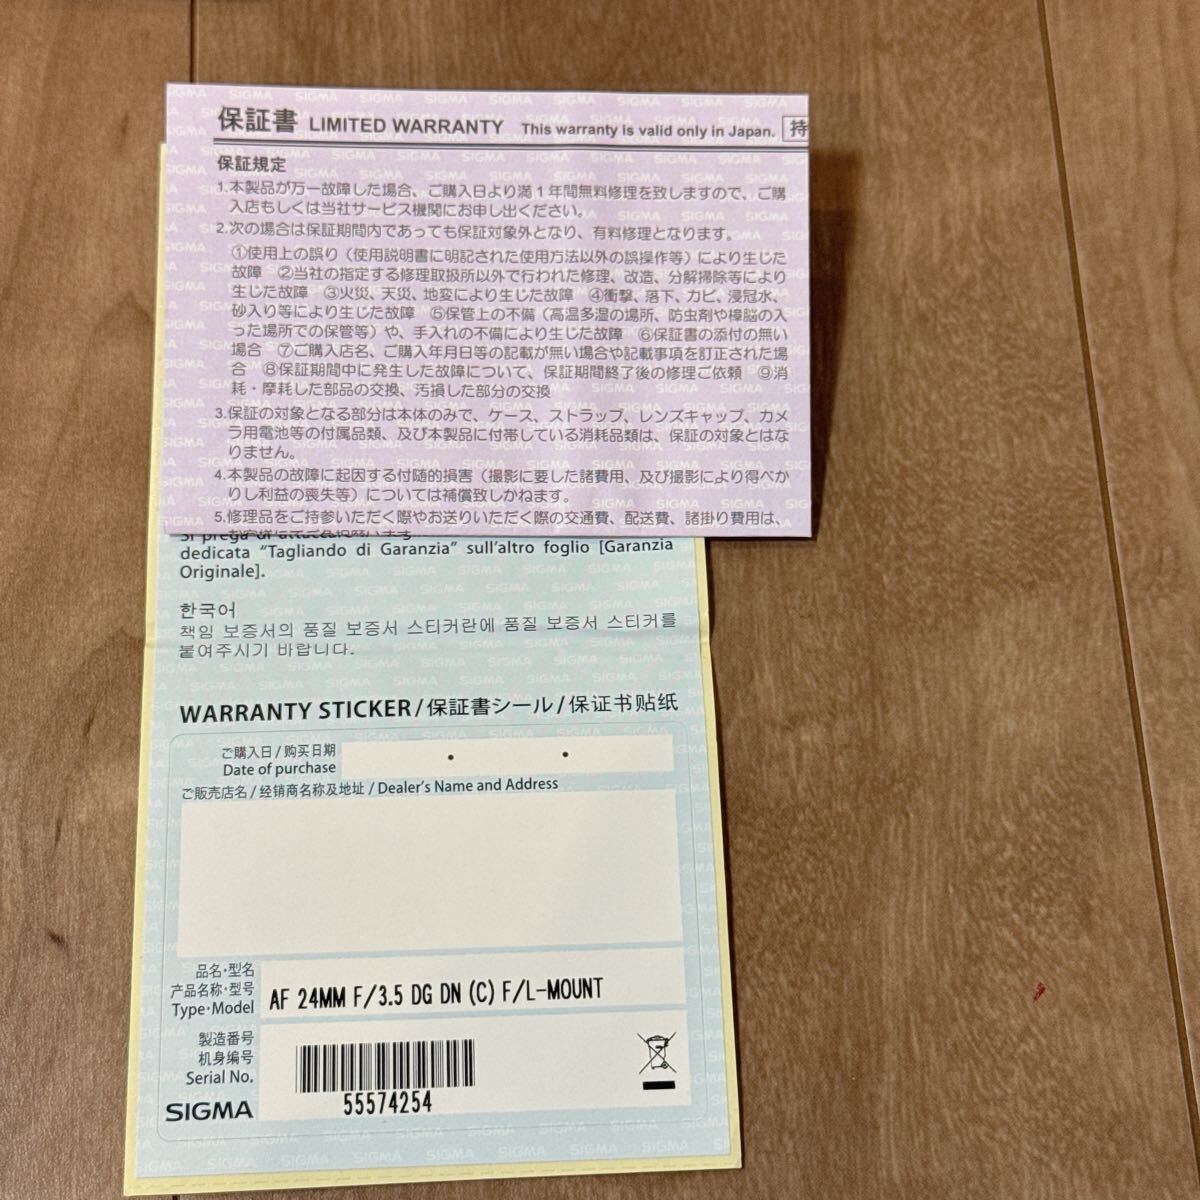 保証書 LIMITED WARRANTY This warranty is valid only in Japan. 持
保証規定
1.本製品が万一故障した場合、ご購入日より満1年間無料修理を致しますので、ご購
入店もしくは当社サービス機関にお申し出ください。
2.次の場合は保証期間内であっても保証対象外となり、有料修理となります。
①使用上の誤り（使用説明書に明記された使用方法以外の誤操作等）により生じた
故障 ②当社の指定する修理取扱所以外で行われた修理、改造、分解掃除等により
生じた故障 ③火災、天災、地変により生じた故障 ④衝撃、落下、カビ、浸冠水、
砂入り等により生じた故障 ⑤保管上の不備（高温多湿の場所、防虫剤や樟脳の入
った場所での保管等）や、手入れの不備により生じた故障 ⑥保証書の添付の無い
場合 ⑦ご購入店名、ご購入年月日等の記載が無い場合や記載事項を訂正された場
合 ⑧保証期間中に発生した故障について、保証期間終了後の修理ご依頼 ⑨消
耗・摩耗した部品の交換、汚損した部分の交換
3.保証の対象となる部分は本体のみで、ケース、ストラップ、レンズキャップ、カメ
ラ用電池等の付属品類、及び本製品に付帯している消耗品類は、保証の対象とはな
りません。
4.本製品の故障に起因する付随的損害（撮影に要した諸費用、及び撮影により得べか
りし利益の喪失等）については補償致しかねます。
5.修理品をご持参いただく際やお送りいただく際の交通費、配送費、諸掛り費用は、
Si prega di
dedicata “Tagliando di Garanzia” sull’altro foglio [Garanzia
Originale].
한국어
책임 보증서의 품질 보증서 스티커란에 품질 보증서 스티커를
붙여주시기 바랍니다.
WARRANTY STICKER/保証書シール/保证书贴纸
ご購入日/购买日期
Date of purchase
ご販売店名/经销商名称及地址/Dealer’s Name and Address
品名·型名
产品名称·型号
Type·Model
AF 24MM F/3.5 DG DN (C) F/L-MOUNT
製造番号
机身编号
Serial No.
55574254
SIGMA